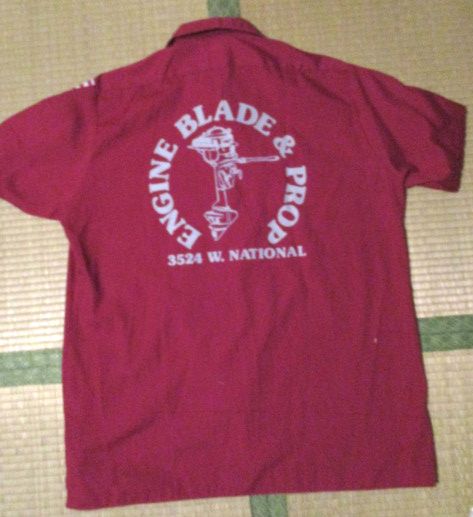 ENGINE BLADE & PROP
3524 W. NATIONAL